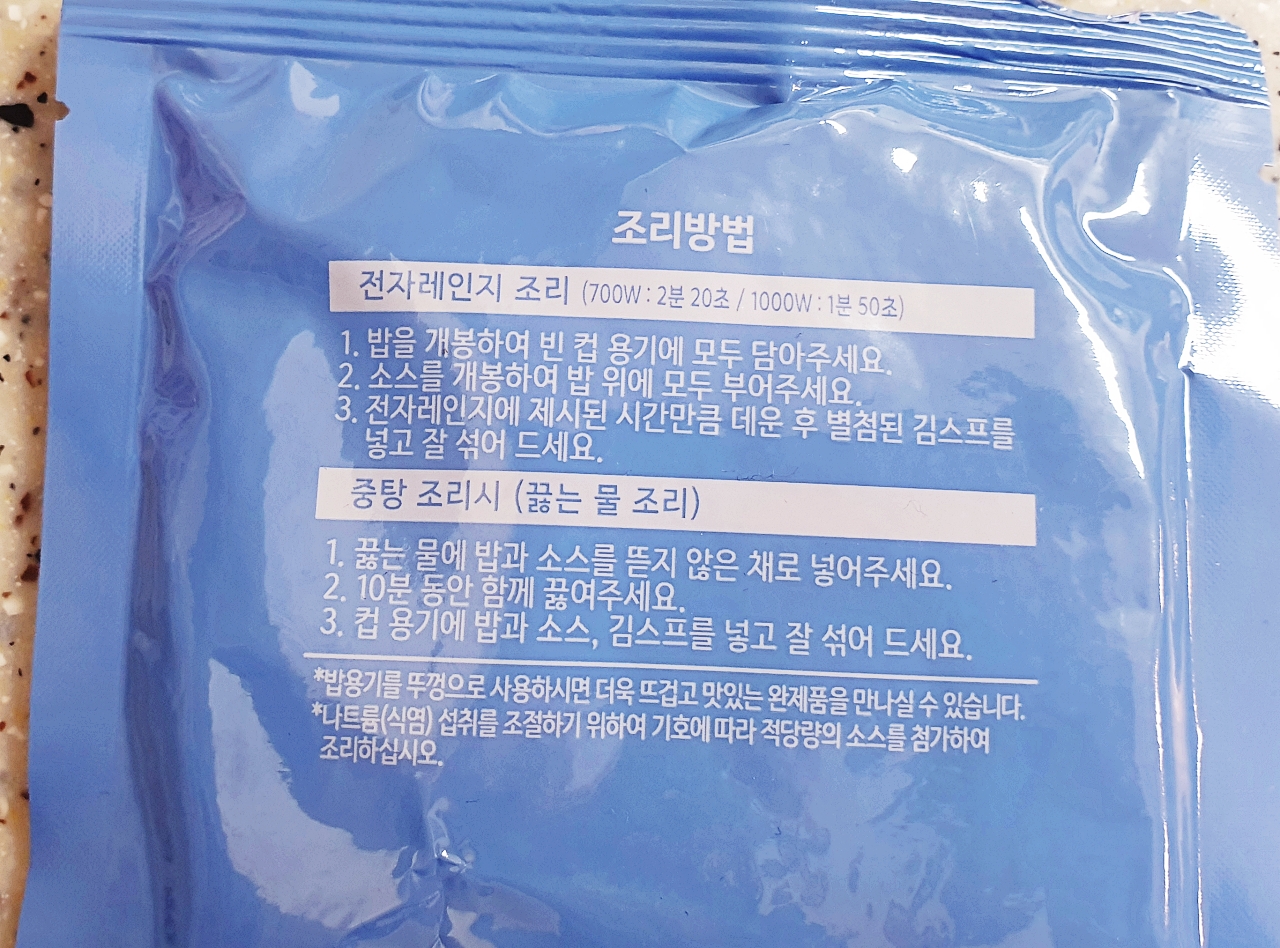 조리방법
전자레인지 조리 (700W : 2분 20초 / 1000W : 1분 50초)
1. 밥을 개봉하여 빈 컵 용기에 모두 담아주세요.
2. 소스를 개봉하여 밥 위에 모두 부어주세요.
3. 전자레인지에 제시된 시간만큼 데운 후 별첨된 김스프를
넣고 잘 섞어 드세요.
중탕 조리시 (끓는 물 조리)
1. 끓는 물에 밥과 소스를 뜯지 않은 채로 넣어주세요.
2. 10분 동안 함께 끓여주세요.
3. 컵 용기에 밥과 소스, 김스프를 넣고 잘 섞어 드세요.
*밥용기를 뚜껑으로 사용하시면 더욱 뜨겁고 맛있는 완제품을 만나실 수 있습니다.
*나트륨(식염) 섭취를 조절하기 위하여 기호에 따라 적당량의 소스를 첨가하여
조리하십시오.